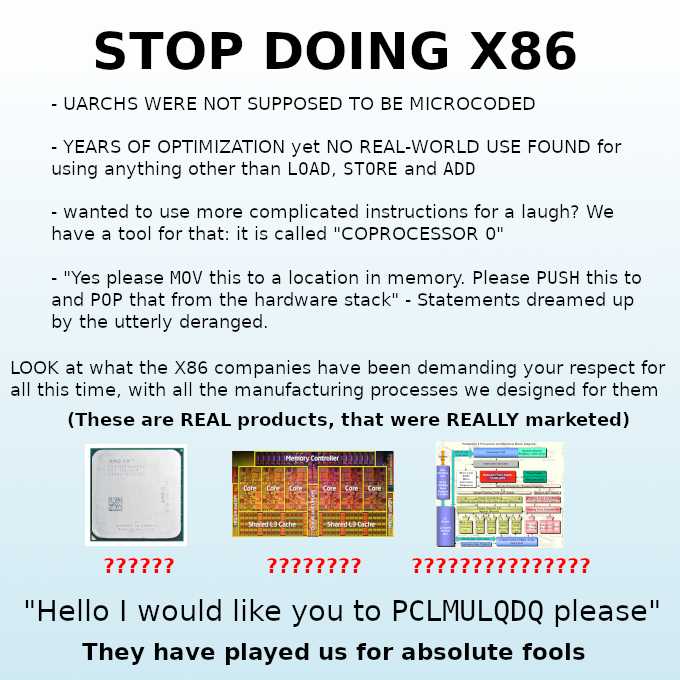 STOP DOING X86
- UARCHS WERE NOT SUPPOSED TO BE MICROCODED
- YEARS OF OPTIMIZATION yet NO REAL-WORLD USE FOUND for
using anything other than LOAD, STORE and ADD
- wanted to use more complicated instructions for a laugh? We
have a tool for that: it is called "COPROCESSOR 0"
- "Yes please MOV this to a location in memory. Please PUSH this to
and POP that from the hardware stack" - Statements dreamed up
by the utterly deranged.
LOOK at what the X86 companies have been demanding your respect for
all this time, with all the manufacturing processes we designed for them
(These are REAL products, that were REALLY marketed)
AMD FX
Memory Controller
Core Core Core Core Core Core
Shared L3 Cache Shared L3 Cache
?????? ???????? ???????????????
"Hello I would like you to PCLMULQDQ please"
They have played us for absolute fools